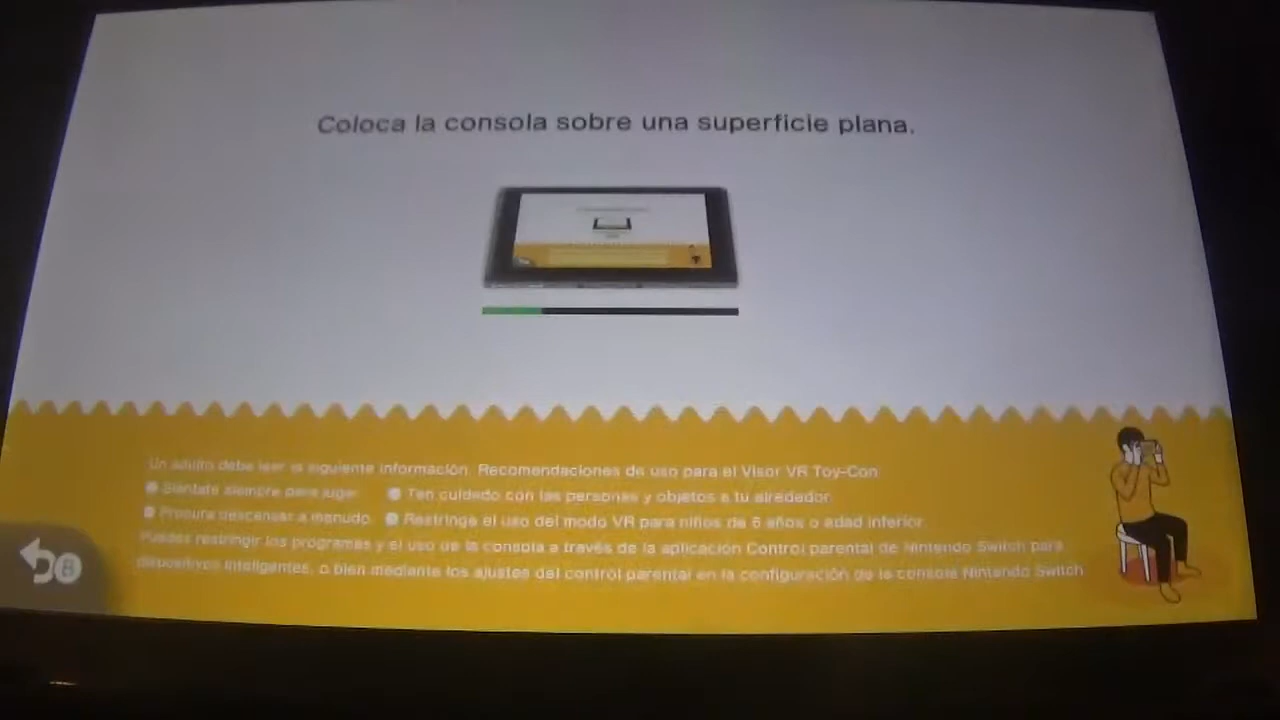 Coloca la consola sobre una superficie plana.
Un adulto debe leer la siguiente información. Recomendaciones de uso para el Visor VR Toy-Con
Siéntate siempre para jugar. Ten cuidado con las personas y objetos a tu alrededor.
Procura descansar a menudo. Restringe el uso del modo VR para niños de 6 años o edad inferior.
Puedes restringir los programas y el uso de la consola a través de la aplicación Control parental de Nintendo Switch para
dispositivos inteligentes, o bien mediante los ajustes del control parental en la configuración de la consola Nintendo Switch
B